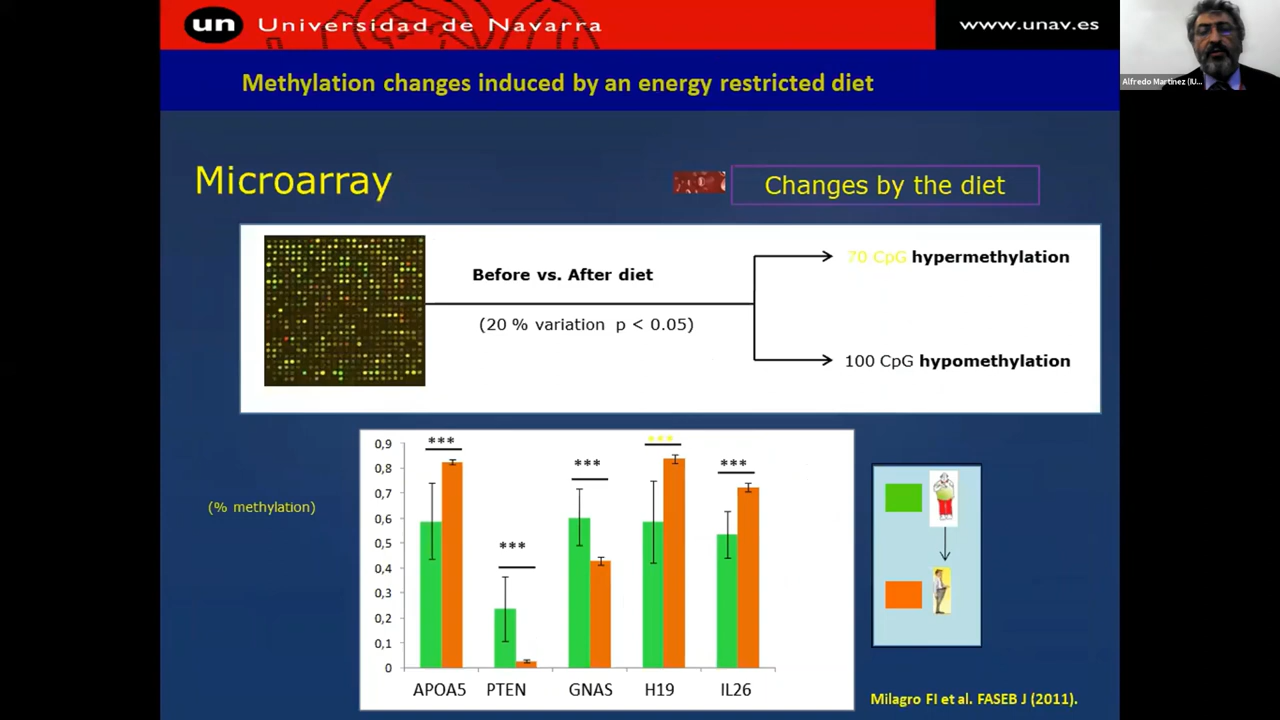 un Universidad de Navarra
www.unav.es
Alfredo Martinez (IU...
Methylation changes induced by an energy restricted diet
Microarray
Changes by the diet
Before vs. After diet
(20 % variation p < 0.05)
70 CpG hypermethylation
100 CpG hypomethylation
(% methylation)
0,9
0,8
0,7
0,6
0,5
0,4
0,3
0,2
0,1
0
***
***
***
***
***
APOA5 PTEN GNAS H19 IL26
Milagro FI et al. FASEB J (2011).